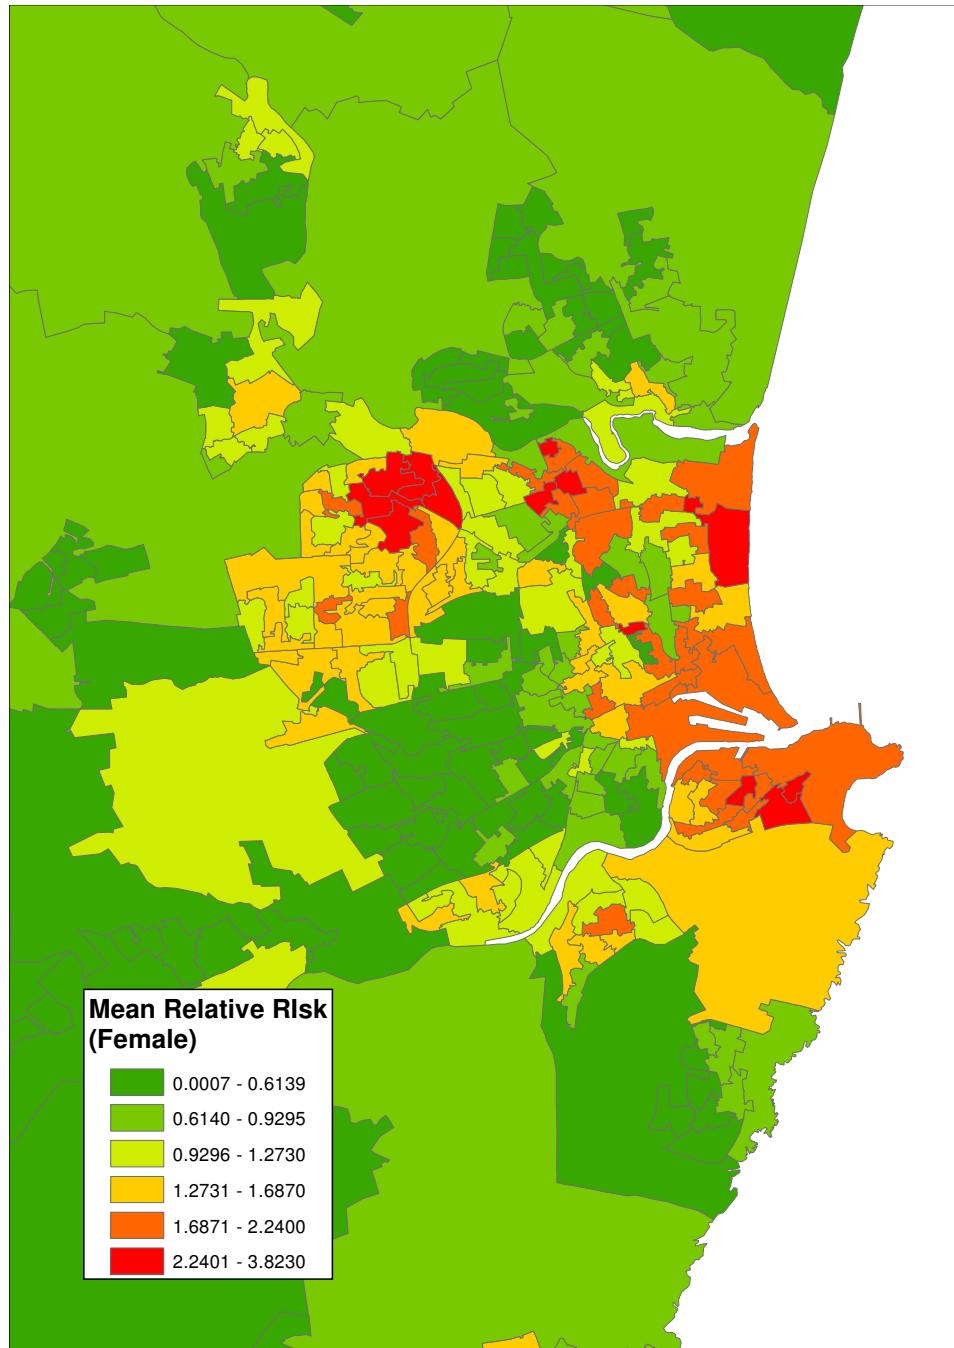 Mean Relative RIsk
(Female)
0.0007 - 0.6139
0.6140 - 0.9295
0.9296 - 1.2730
1.2731 - 1.6870
1.6871 - 2.2400
2.2401 - 3.8230